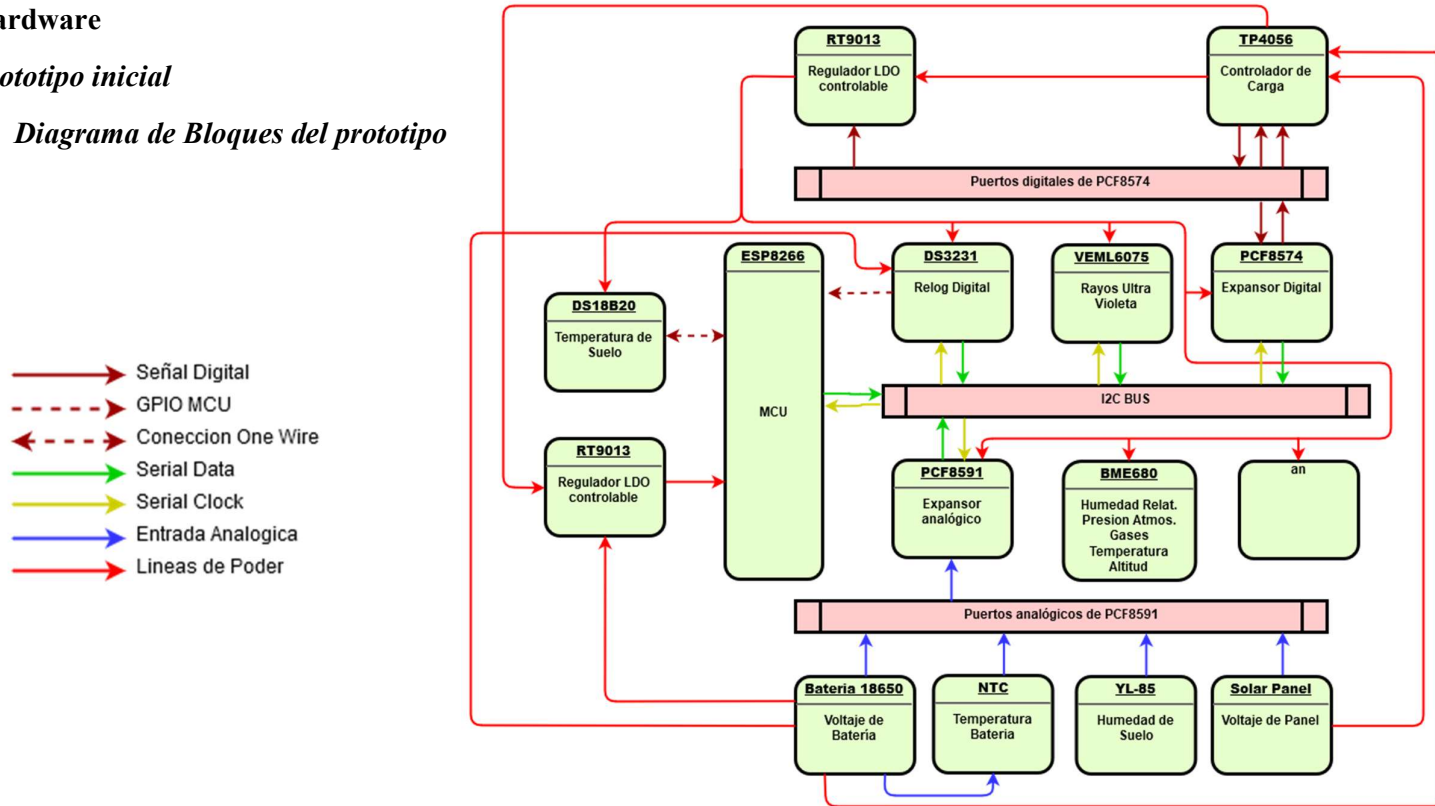 ardware
ototipo inicial
Diagrama de Bloques del prototipo
RT9013
Regulador LDO
controlable
TP4056
Controlador de
Carga
Puertos digitales de PCF8574
ESP8266
MCU
DS3231
Relog Digital
VEML6075
Rayos Ultra
Violeta
PCF8574
Expansor Digital
DS18B20
Temperatura de
Suelo
I2C BUS
RT9013
Regulador LDO
controlable
PCF8591
Expansor
analógico
BME680
Humedad Relat.
Presion Atmos.
Gases
Temperatura
Altitud
an
Puertos analógicos de PCF8591
Bateria 18650
Voltaje de
Batería
NTC
Temperatura
Bateria
YL-85
Humedad de
Suelo
Solar Panel
Voltaje de Panel
Señal Digital
GPIO MCU
Coneccion One Wire
Serial Data
Serial Clock
Entrada Analogica
Lineas de Poder